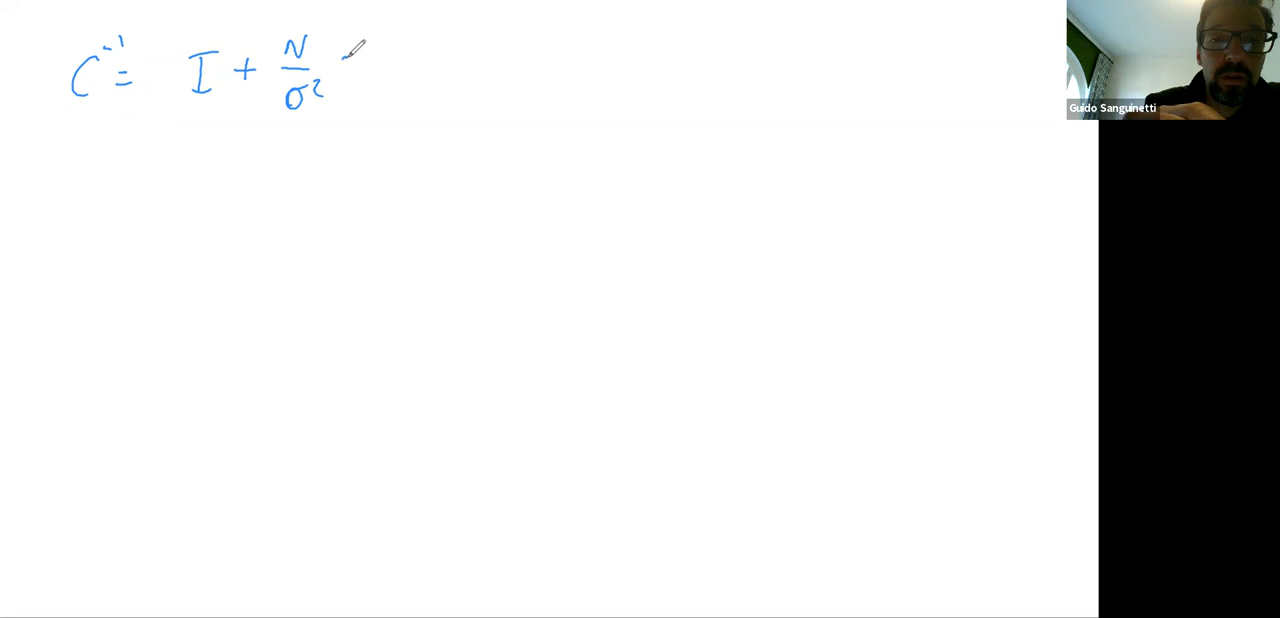 C⁻¹ = I + N/σ²
Guido Sanguinetti